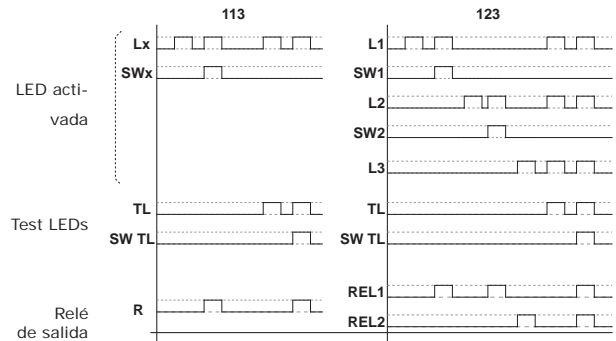 113
123
LED acti-
vada
Lx
SWx
L1
SW1
L2
SW2
L3
Test LEDs
TL
SW TL
TL
SW TL
Relé
de salida
R
REL1
REL2